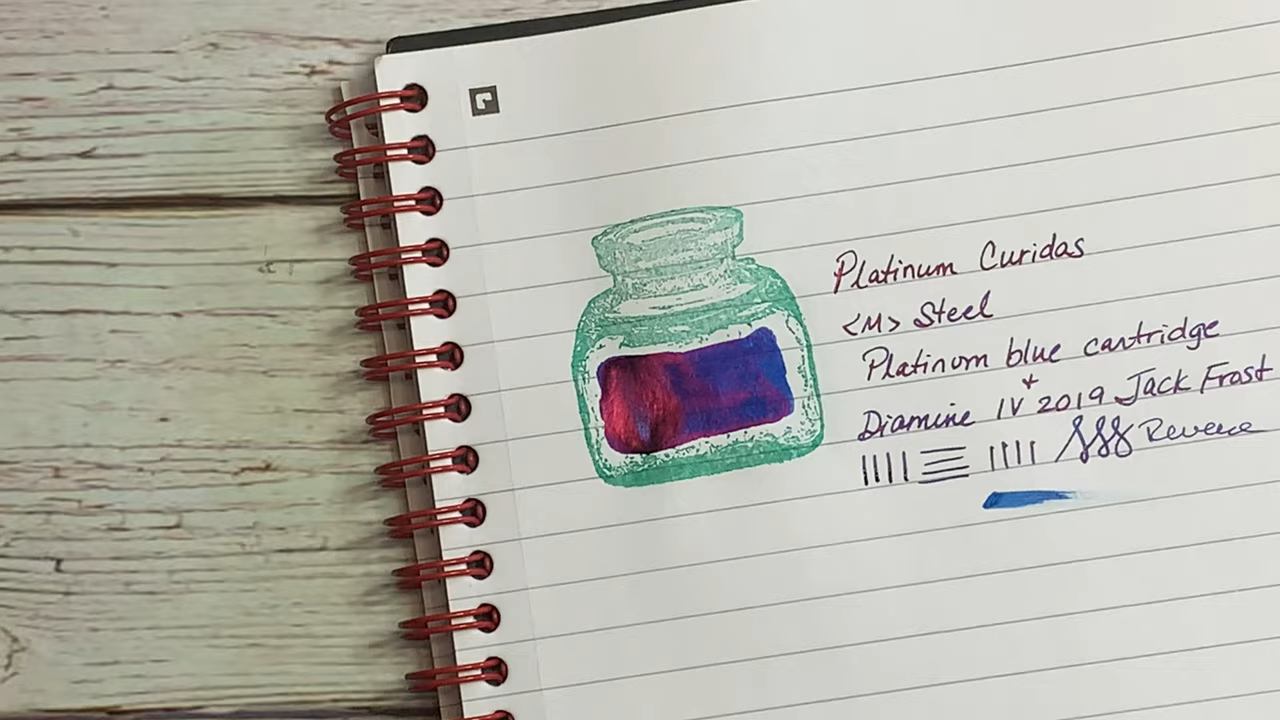 Platinum Curidas
<M> Steel
Platinum blue cartridge
+
Diamine IV 2019 Jack Frost
Reverse